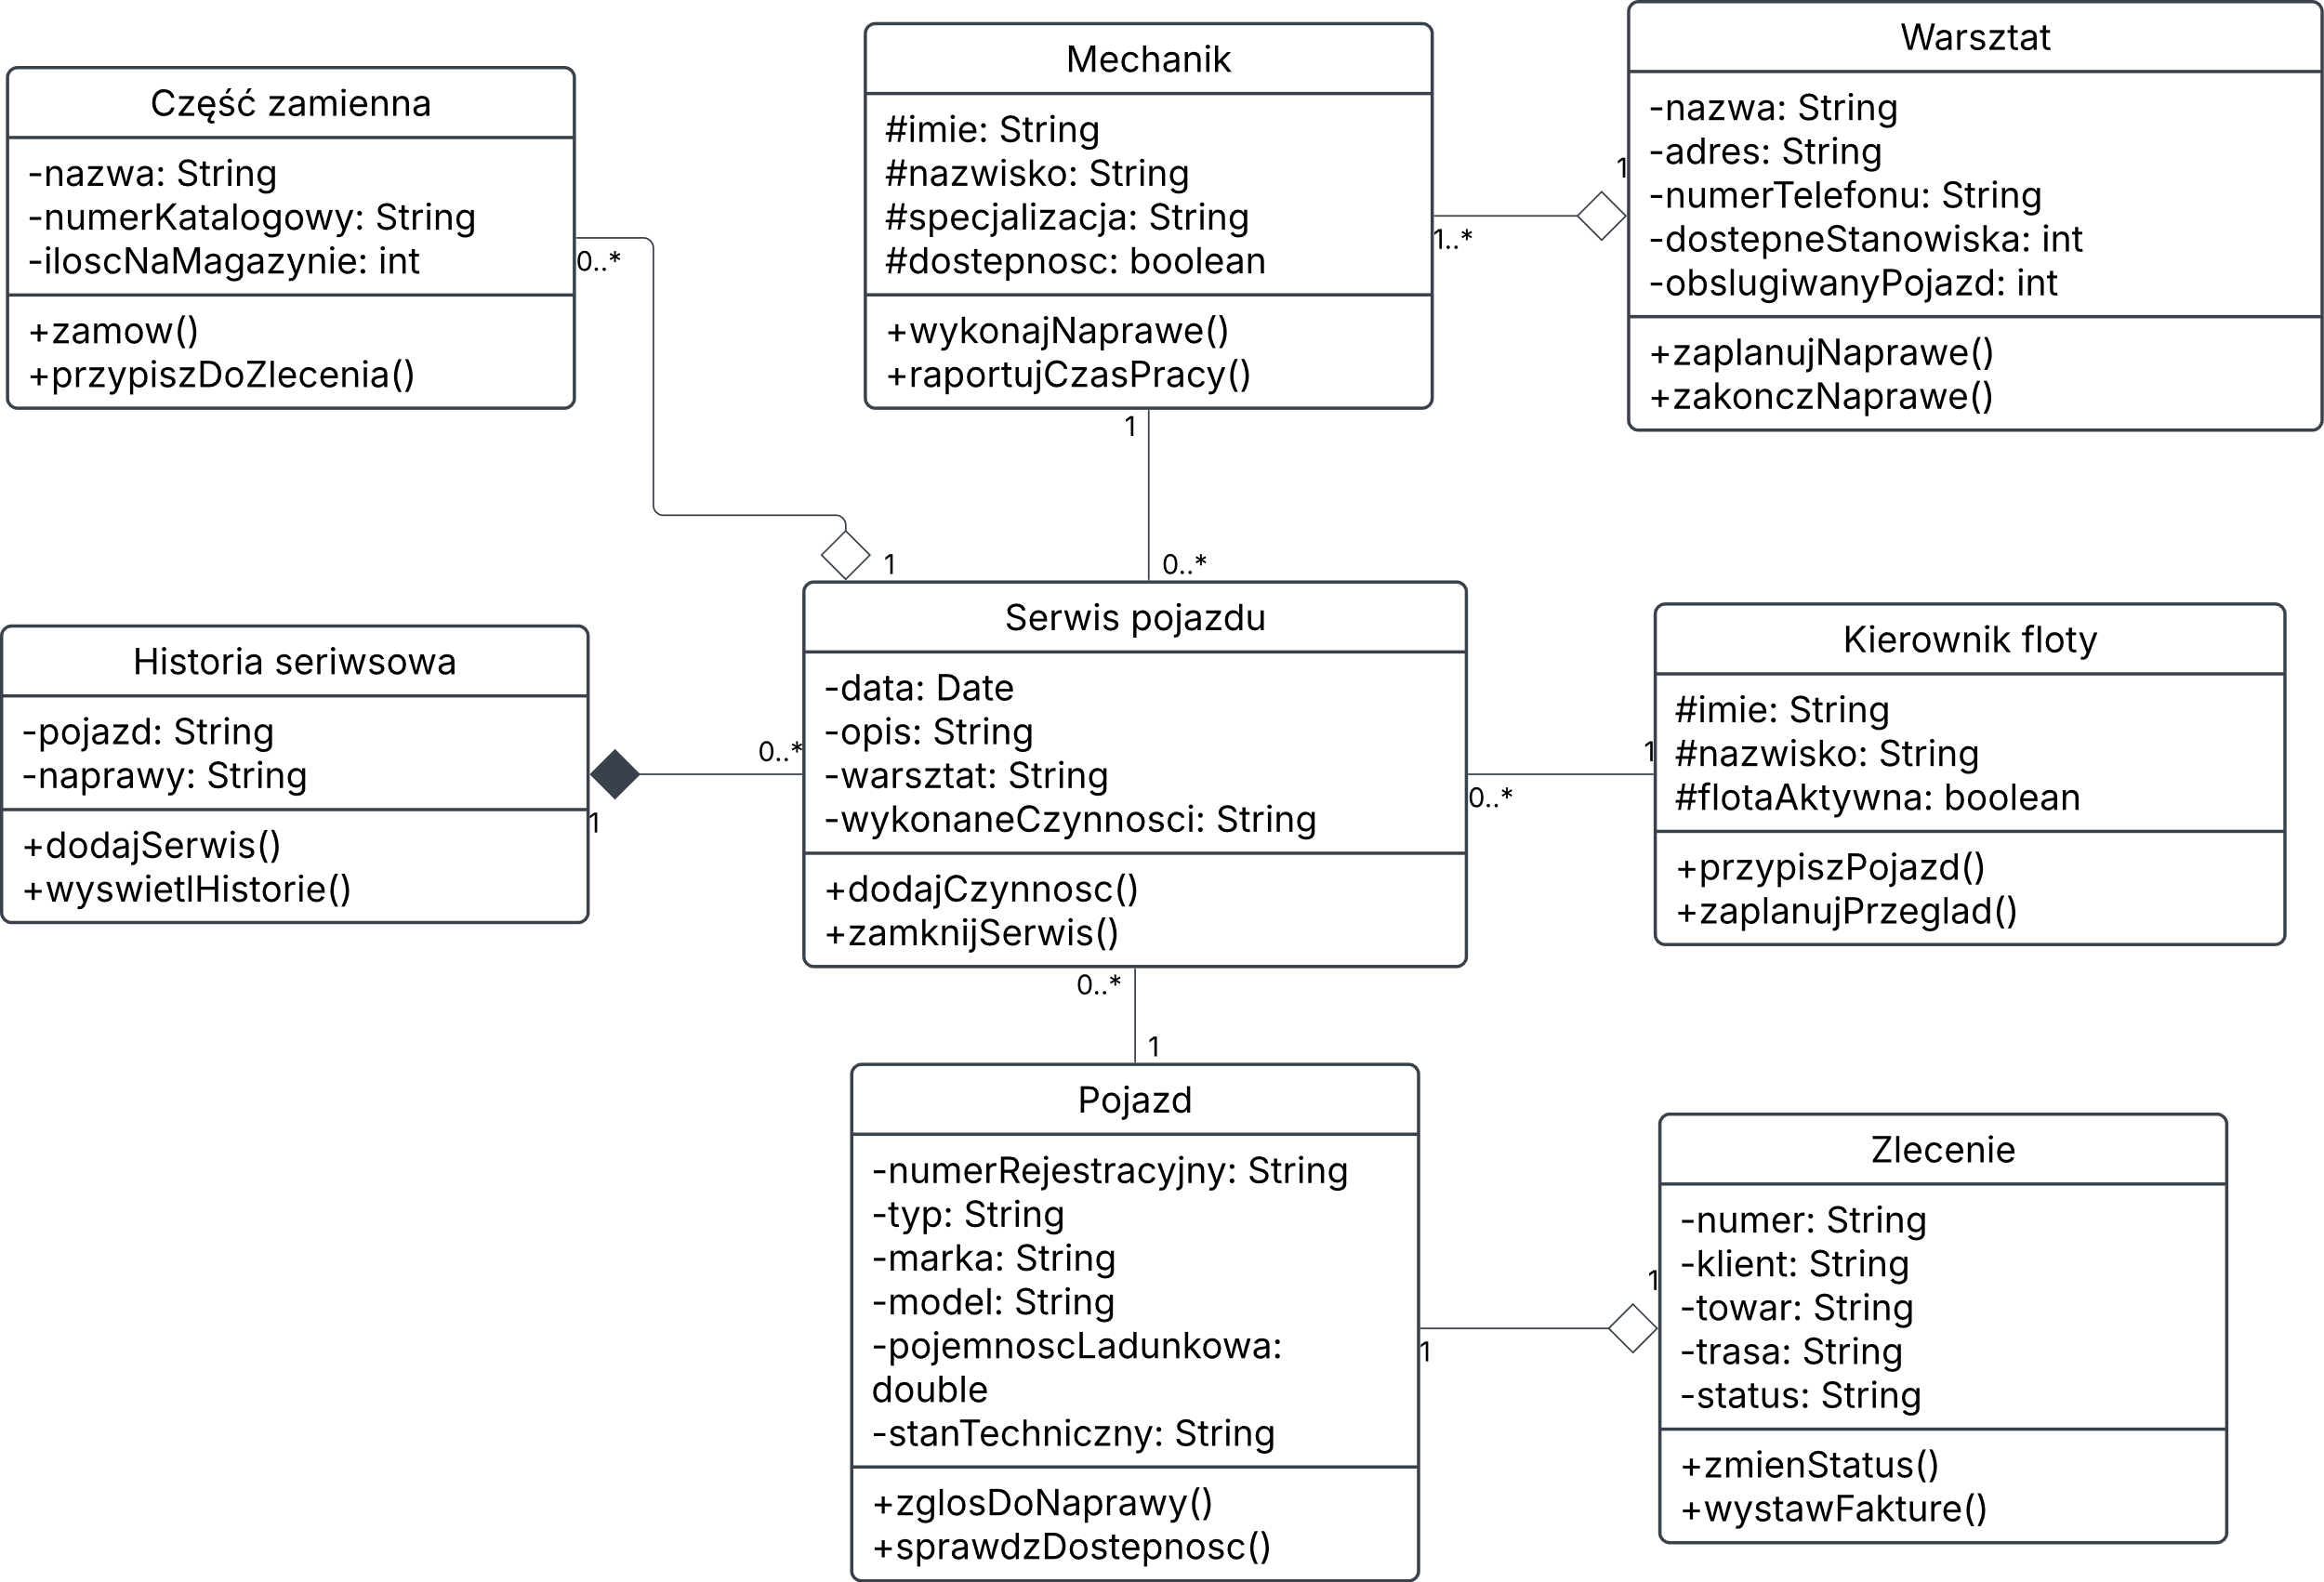 Część zamienna
-nazwa: String
-numerKatalogowy: String
-iloscNaMagazynie: int
+zamow()
+przypiszDoZlecenia()
0..*
1
Mechanik
#imie: String
#nazwisko: String
#specjalizacja: String
#dostepnosc: boolean
+wykonajNaprawe()
+raportujCzasPracy()
1..*
1
Warsztat
-nazwa: String
-adres: String
-numerTelefonu: String
-dostepneStanowiska: int
-obslugiwanyPojazd: int
+zaplanujNaprawe()
+zakonczNaprawe()
1
0..*
Historia seriwsowa
-pojazd: String
-naprawy: String
+dodajSerwis()
+wyswietlHistorie()
1
0..*
Serwis pojazdu
-data: Date
-opis: String
-warsztat: String
-wykonaneCzynnosci: String
+dodajCzynnosc()
+zamknijSerwis()
0..*
1
Kierownik floty
#imie: String
#nazwisko: String
#flotaAktywna: boolean
+przypiszPojazd()
+zaplanujPrzeglad()
0..*
1
Pojazd
-numerRejestracyjny: String
-typ: String
-marka: String
-model: String
-pojemnoscLadunkowa:
double
-stanTechniczny: String
+zglosDoNaprawy()
+sprawdzDostepnosc()
1
1
Zlecenie
-numer: String
-klient: String
-towar: String
-trasa: String
-status: String
+zmienStatus()
+wystawFakture()